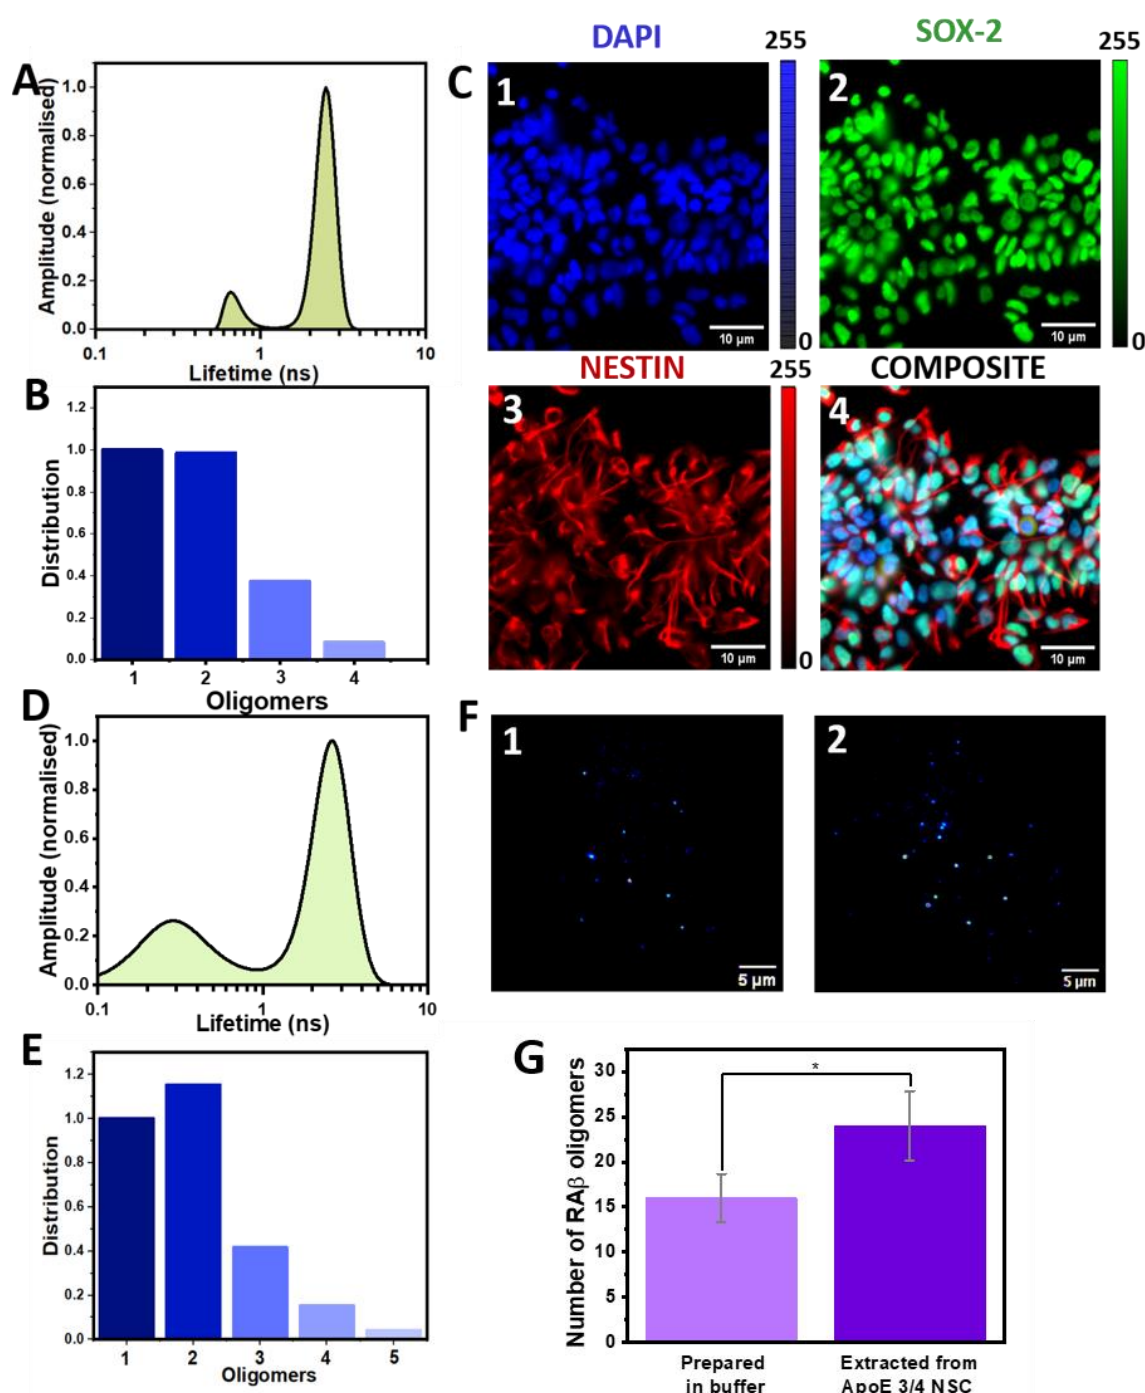 A
Amplitude (normalised)
1.0
0.8
0.6
0.4
0.2
0.0
0.1
1
10
Lifetime (ns)
B
Distribution
1.2
1.0
0.8
0.6
0.4
0.2
0.0
1
2
3
4
Oligomers
C
DAPI
255
1
10 µm
0
SOX-2
255
2
10 µm
0
NESTIN
255
3
10 µm
0
COMPOSITE
4
10 µm
D
Amplitude (normalised)
1.0
0.8
0.6
0.4
0.2
0.0
0.1
1
10
Lifetime (ns)
E
Distribution
1.2
1.0
0.8
0.6
0.4
0.2
0.0
1
2
3
4
5
Oligomers
F
1
5 µm
2
5 µm
G
Number of RAβ oligomers
30
25
20
15
10
5
0
*
Prepared
in buffer
Extracted from
ApoE 3/4 NSC